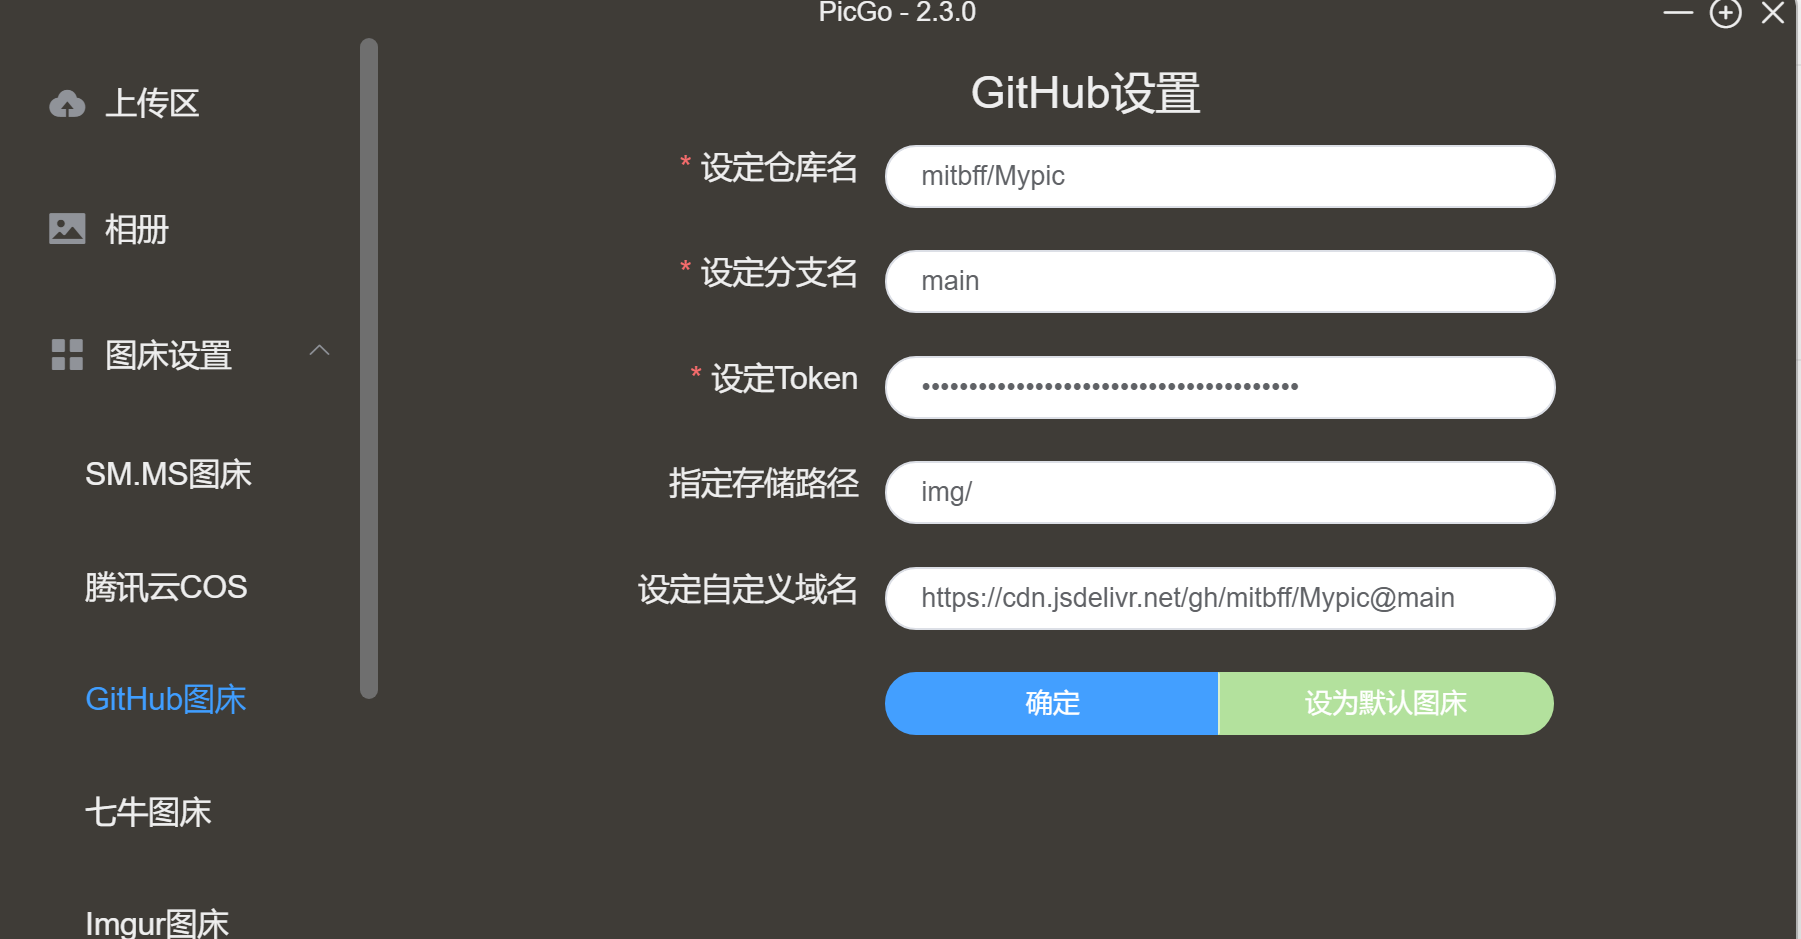 PicGo - 2.3.0
上传区
相册
图床设置
SM.MS图床
腾讯云COS
GitHub图床
七牛图床
Imgur图床
GitHub设置
* 设定仓库名 mitbff/Mypic
* 设定分支名 main
* 设定Token ••••••••••••••••••••••••••••••••••••••••
指定存储路径 img/
设定自定义域名 https://cdn.jsdelivr.net/gh/mitbff/Mypic@main
确定 设为默认图床